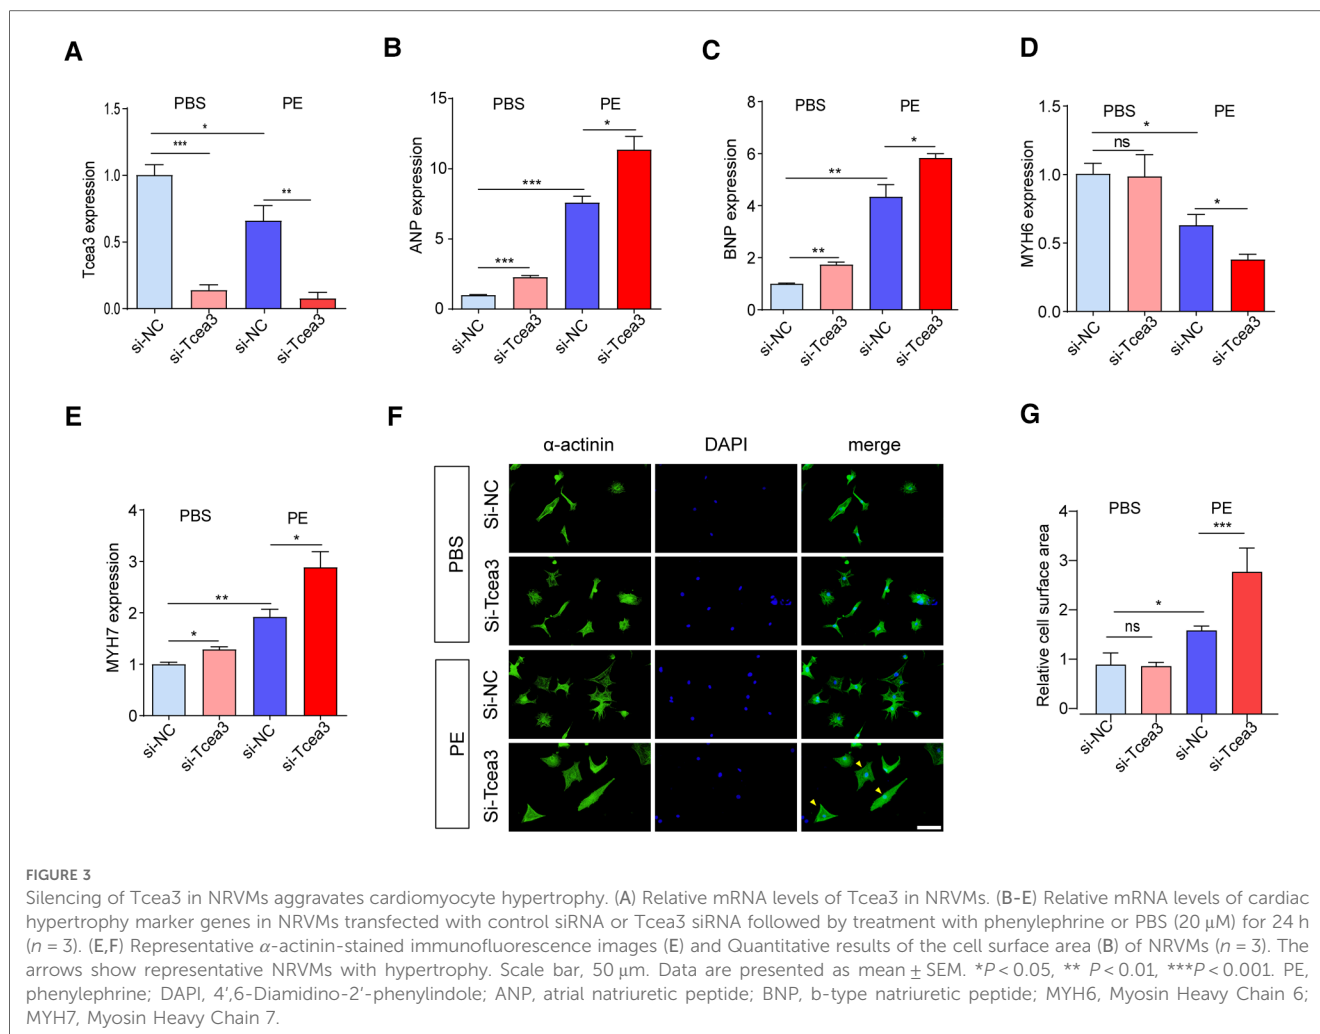 A
PBS PE
Tcea3 expression
1.5
1.0
0.5
0.0
*
***
**
si-NC si-Tcea3 si-NC si-Tcea3
B
PBS PE
ANP expression
15
10
5
0
*
***
***
si-NC si-Tcea3 si-NC si-Tcea3
C
PBS PE
BNP expression
8
6
4
2
0
*
**
**
si-NC si-Tcea3 si-NC si-Tcea3
D
PBS PE
MYH6 expression
1.5
1.0
0.5
0.0
*
ns
*
si-NC si-Tcea3 si-NC si-Tcea3
E
PBS PE
MYH7 expression
4
3
2
1
0
*
**
*
si-NC si-Tcea3 si-NC si-Tcea3
F
α-actinin DAPI merge
PBS
Si-NC
Si-Tcea3
PE
Si-NC
Si-Tcea3
G
PBS PE
Relative cell surface area
4
3
2
1
0
***
*
ns
si-NC si-Tcea3 si-NC si-Tcea3
FIGURE 3
Silencing of Tcea3 in NRVMs aggravates cardiomyocyte hypertrophy. (A) Relative mRNA levels of Tcea3 in NRVMs. (B-E) Relative mRNA levels of cardiac
hypertrophy marker genes in NRVMs transfected with control siRNA or Tcea3 siRNA followed by treatment with phenylephrine or PBS (20 μM) for 24 h
(n = 3). (E,F) Representative α-actinin-stained immunofluorescence images (E) and Quantitative results of the cell surface area (B) of NRVMs (n = 3). The
arrows show representative NRVMs with hypertrophy. Scale bar, 50 μm. Data are presented as mean ± SEM. *P < 0.05, ** P < 0.01, ***P < 0.001. PE,
phenylephrine; DAPI, 4′,6-Diamidino-2′-phenylindole; ANP, atrial natriuretic peptide; BNP, b-type natriuretic peptide; MYH6, Myosin Heavy Chain 6;
MYH7, Myosin Heavy Chain 7.